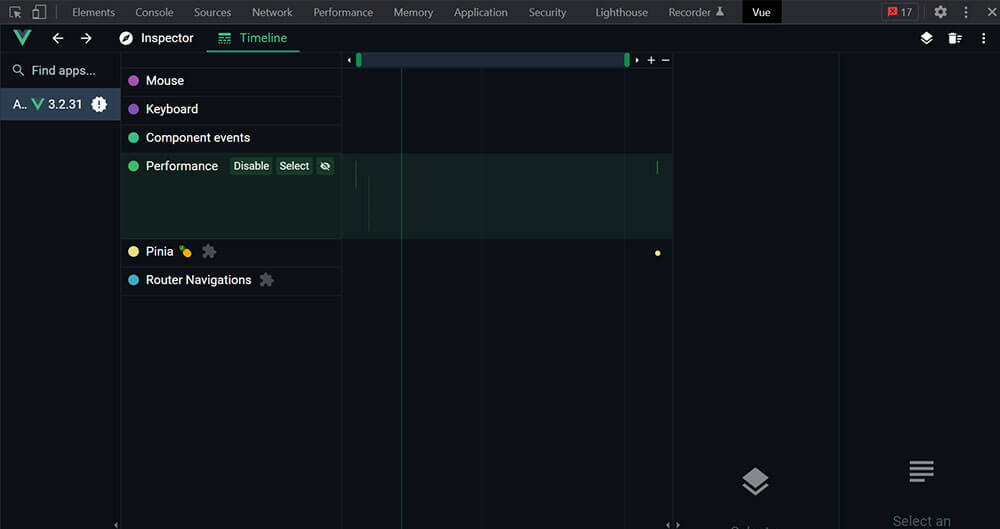 Elements Console Sources Network Performance Memory Application Security Lighthouse Recorder Vue 17
Inspector Timeline
Find apps...
A.. 3.2.31
Mouse
Keyboard
Component events
Performance Disable Select
Pinia
Router Navigations
Select an